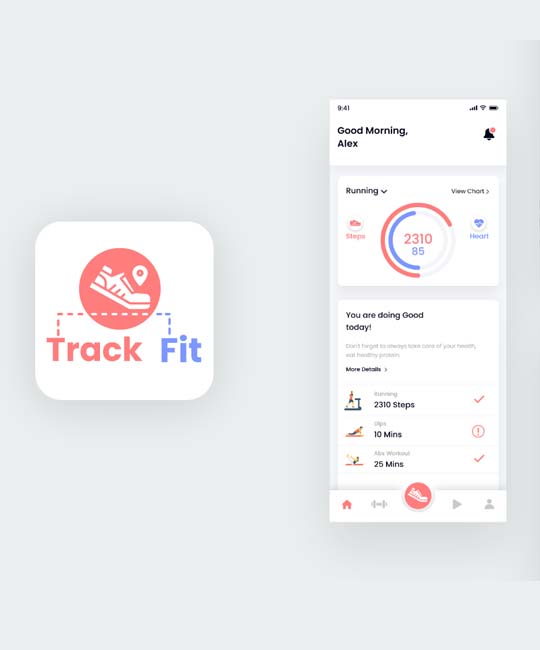 Track Fit
9:41
Good Morning,
Alex
Running
View Chart
Steps
2310
85
Heart
You are doing Good
today!
Don't forget to always take care of your health,
eat healthy protein.
More Details
Running
2310 Steps
Dips
10 Mins
Abx Workout
25 Mins